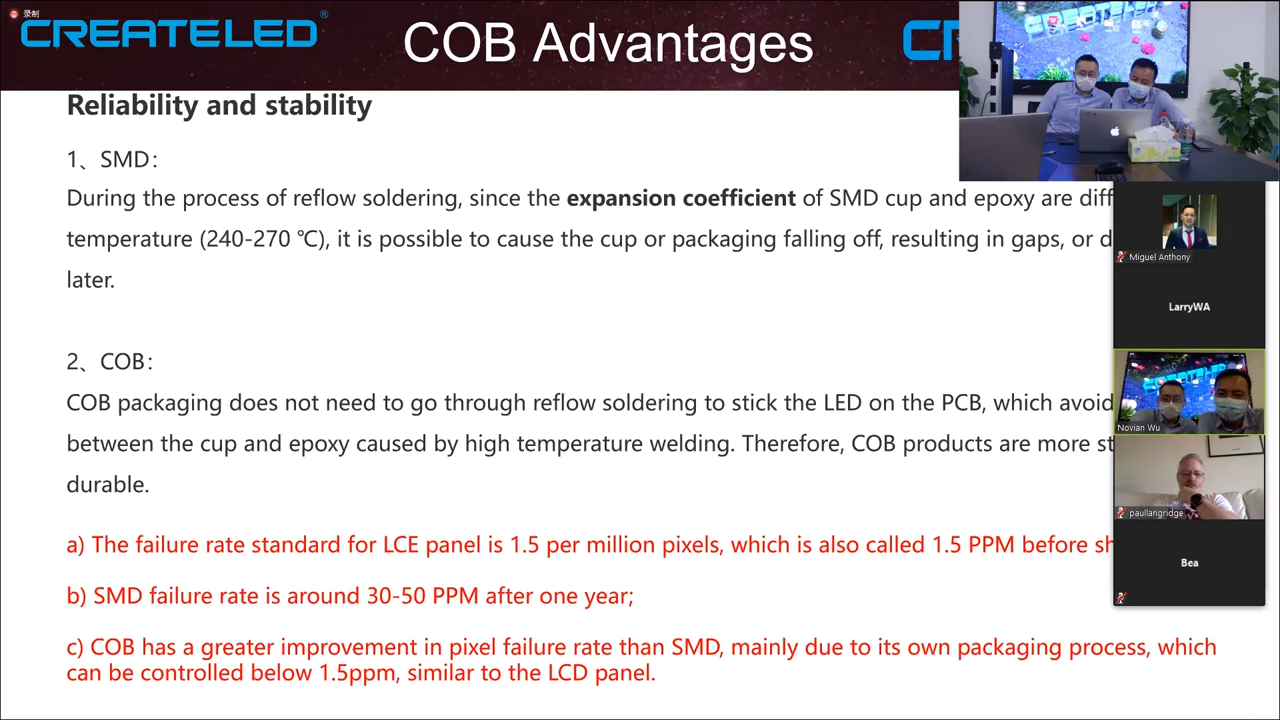 录制
CREATELED®
COB Advantages
CR
CREATELED
Reliability and stability
1、SMD:
During the process of reflow soldering, since the expansion coefficient of SMD cup and epoxy are diff
temperature (240-270 ℃), it is possible to cause the cup or packaging falling off, resulting in gaps, or d
later.
2、COB:
COB packaging does not need to go through reflow soldering to stick the LED on the PCB, which avoid
between the cup and epoxy caused by high temperature welding. Therefore, COB products are more st
durable.
a) The failure rate standard for LCE panel is 1.5 per million pixels, which is also called 1.5 PPM before sh
b) SMD failure rate is around 30-50 PPM after one year;
c) COB has a greater improvement in pixel failure rate than SMD, mainly due to its own packaging process, which
can be controlled below 1.5ppm, similar to the LCD panel.
Miguel Anthony
LarryWA
CREATELED
Novian Wu
paullangridge
Bea